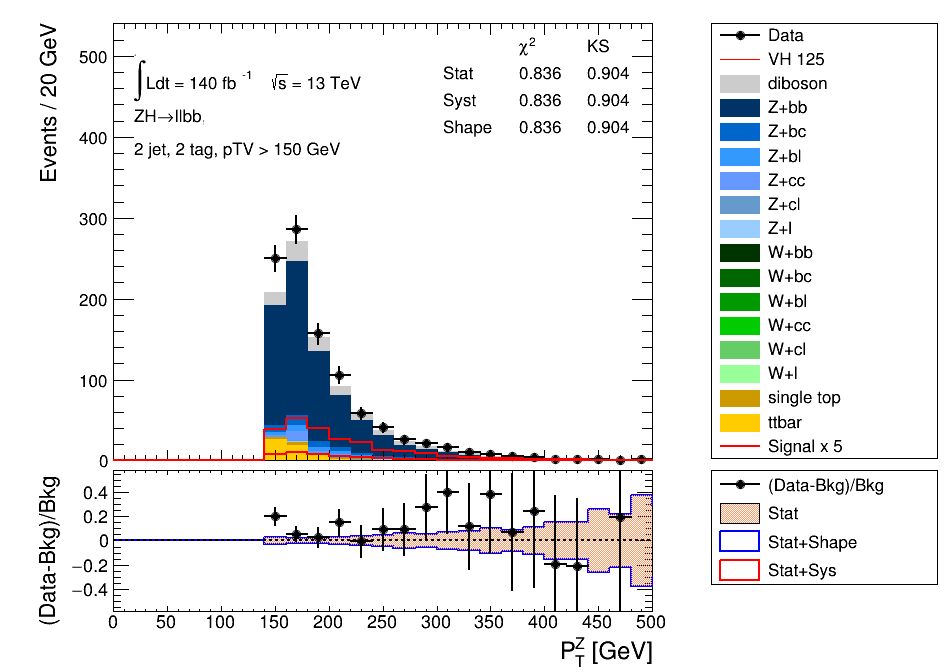 Events / 20 GeV
500
400
300
200
100
0
∫Ldt = 140 fb⁻¹ √s = 13 TeV
ZH→llbb
2 jet, 2 tag, pTV > 150 GeV
χ² KS
Stat 0.836 0.904
Syst 0.836 0.904
Shape 0.836 0.904
Data
VH 125
diboson
Z+bb
Z+bc
Z+bl
Z+cc
Z+cl
Z+l
W+bb
W+bc
W+bl
W+cc
W+cl
W+l
single top
ttbar
Signal x 5
(Data-Bkg)/Bkg
0.4
0.2
0
−0.2
−0.4
0 50 100 150 200 250 300 350 400 450 500
P_T^Z [GeV]
(Data-Bkg)/Bkg
Stat
Stat+Shape
Stat+Sys